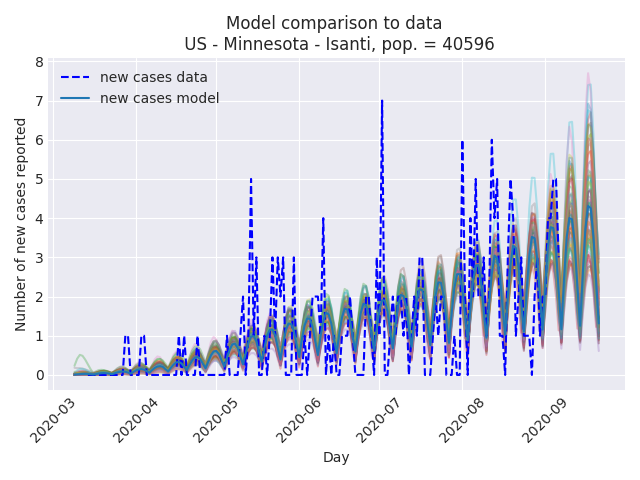 Model comparison to data
US - Minnesota - Isanti, pop. = 40596
new cases data
new cases model
Number of new cases reported
8
7
6
5
4
3
2
1
0
2020-03
2020-04
2020-05
2020-06
2020-07
2020-08
2020-09
Day